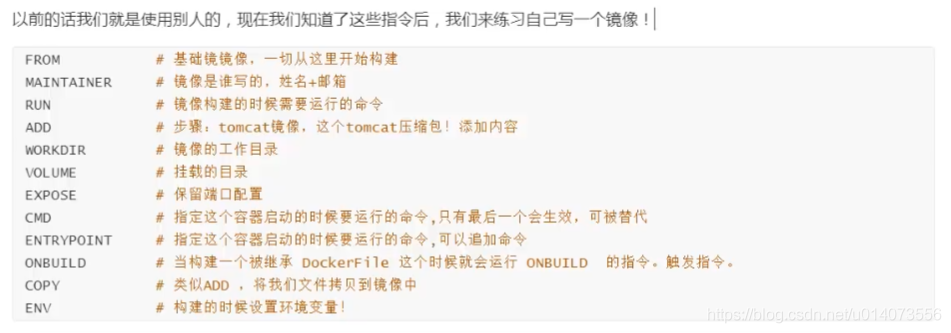 以前的话我们就是使用别人的，现在我们知道了这些指令后，我们来练习自己写一个镜像！
FROM # 基础镜镜像，一切从这里开始构建
MAINTAINER # 镜像是谁写的，姓名+邮箱
RUN # 镜像构建的时候需要运行的命令
ADD # 步骤：tomcat镜像，这个tomcat压缩包！添加内容
WORKDIR # 镜像的工作目录
VOLUME # 挂载的目录
EXPOSE # 保留端口配置
CMD # 指定这个容器启动的时候要运行的命令,只有最后一个会生效，可被替代
ENTRYPOINT # 指定这个容器启动的时候要运行的命令,可以追加命令
ONBUILD # 当构建一个被继承 DockerFile 这个时候就会运行 ONBUILD 的指令。触发指令。
COPY # 类似ADD ，将我们文件拷贝到镜像中
ENV # 构建的时候设置环境变量！
https://blog.csdn.net/u014073556